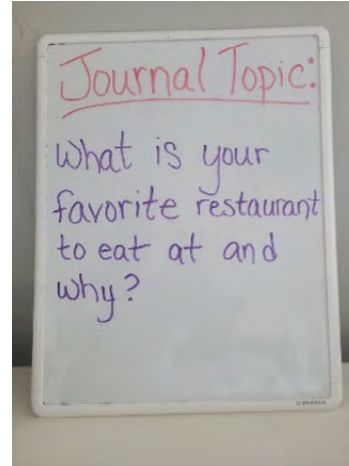 Journal Topic:
What is your
favorite restaurant
to eat at and
why?